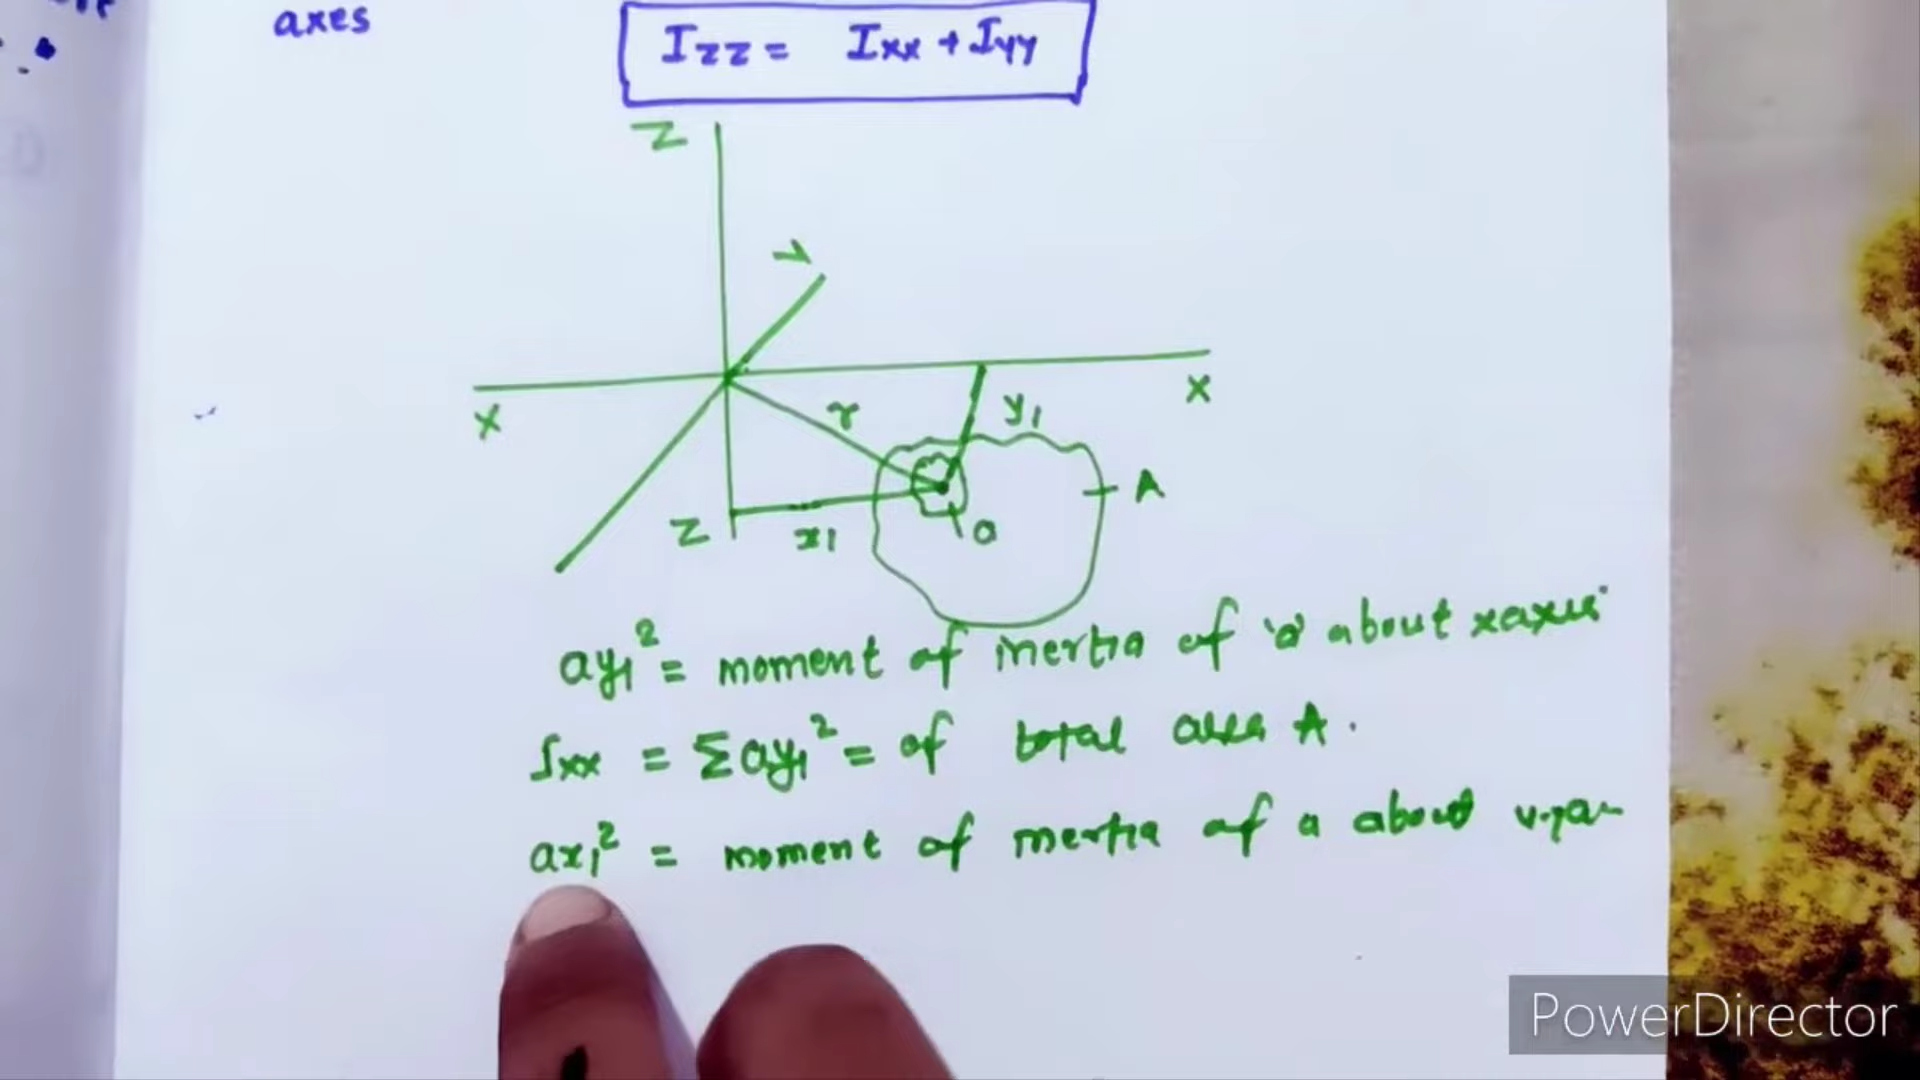 axes
Izz = Ixx + Iyy
Z
Y
X
X
r
y1
A
Z
x1
a
ay1² = moment of inertia of 'a' about xaxis
Ixx = Σay1² = of total area A.
ax1² = moment of inertia of a about
PowerDirector